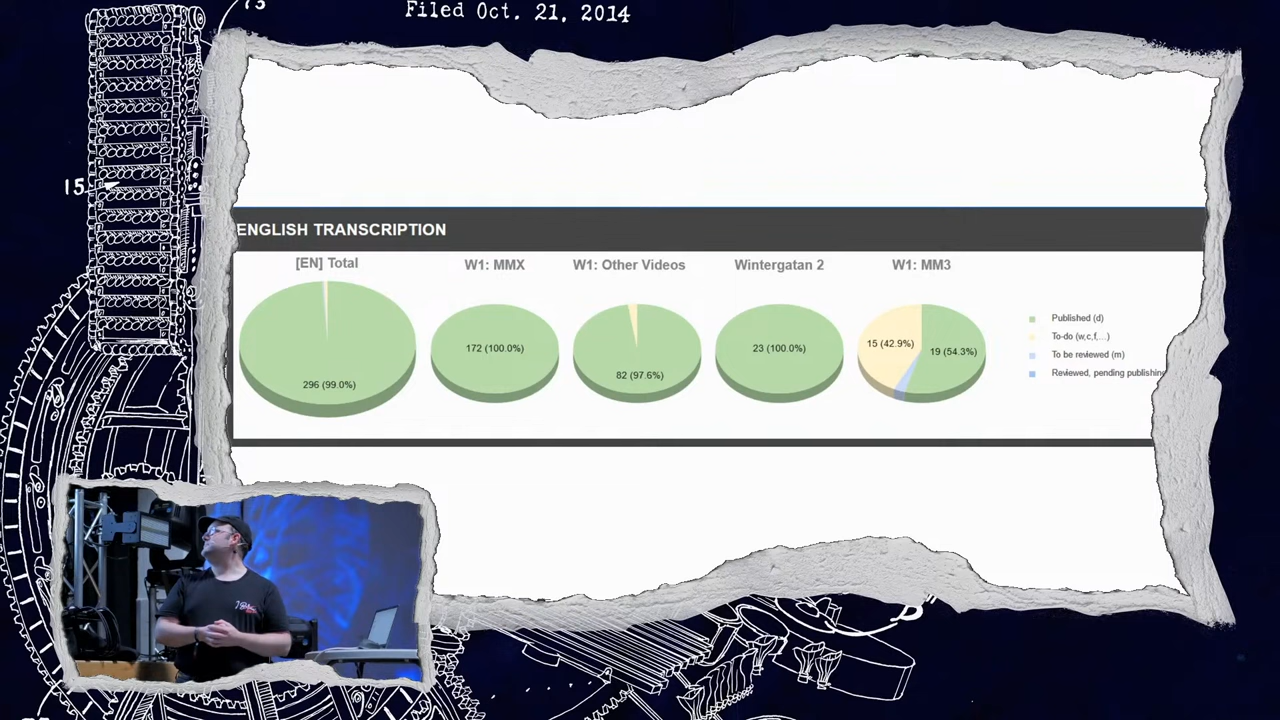 73
Filed Oct. 21, 2014
15
ENGLISH TRANSCRIPTION
[EN] Total
W1: MMX
W1: Other Videos
Wintergatan 2
W1: MM3
296 (99.0%)
172 (100.0%)
82 (97.6%)
23 (100.0%)
15 (42.9%)
19 (54.3%)
Published (d)
To-do (w,c,f,...)
To be reviewed (m)
Reviewed, pending publishing